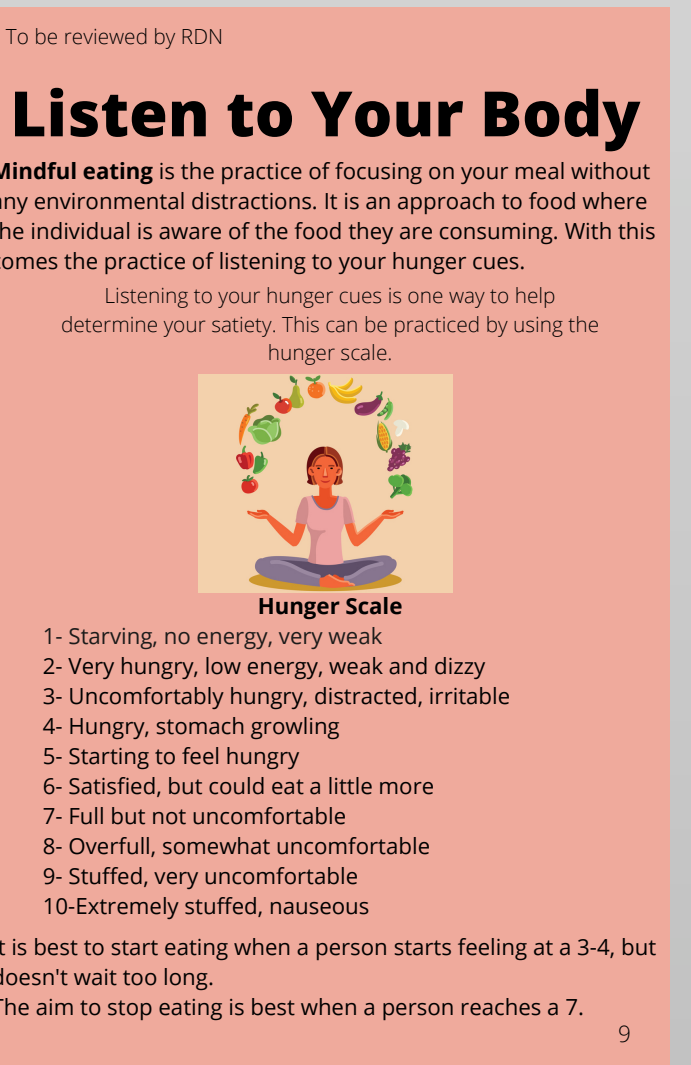 To be reviewed by RDN
Listen to Your Body
Mindful eating is the practice of focusing on your meal without
any environmental distractions. It is an approach to food where
the individual is aware of the food they are consuming. With this
comes the practice of listening to your hunger cues.
Listening to your hunger cues is one way to help
determine your satiety. This can be practiced by using the
hunger scale.
Hunger Scale
1- Starving, no energy, very weak
2- Very hungry, low energy, weak and dizzy
3- Uncomfortably hungry, distracted, irritable
4- Hungry, stomach growling
5- Starting to feel hungry
6- Satisfied, but could eat a little more
7- Full but not uncomfortable
8- Overfull, somewhat uncomfortable
9- Stuffed, very uncomfortable
10-Extremely stuffed, nauseous
It is best to start eating when a person starts feeling at a 3-4, but
doesn't wait too long.
The aim to stop eating is best when a person reaches a 7.
9